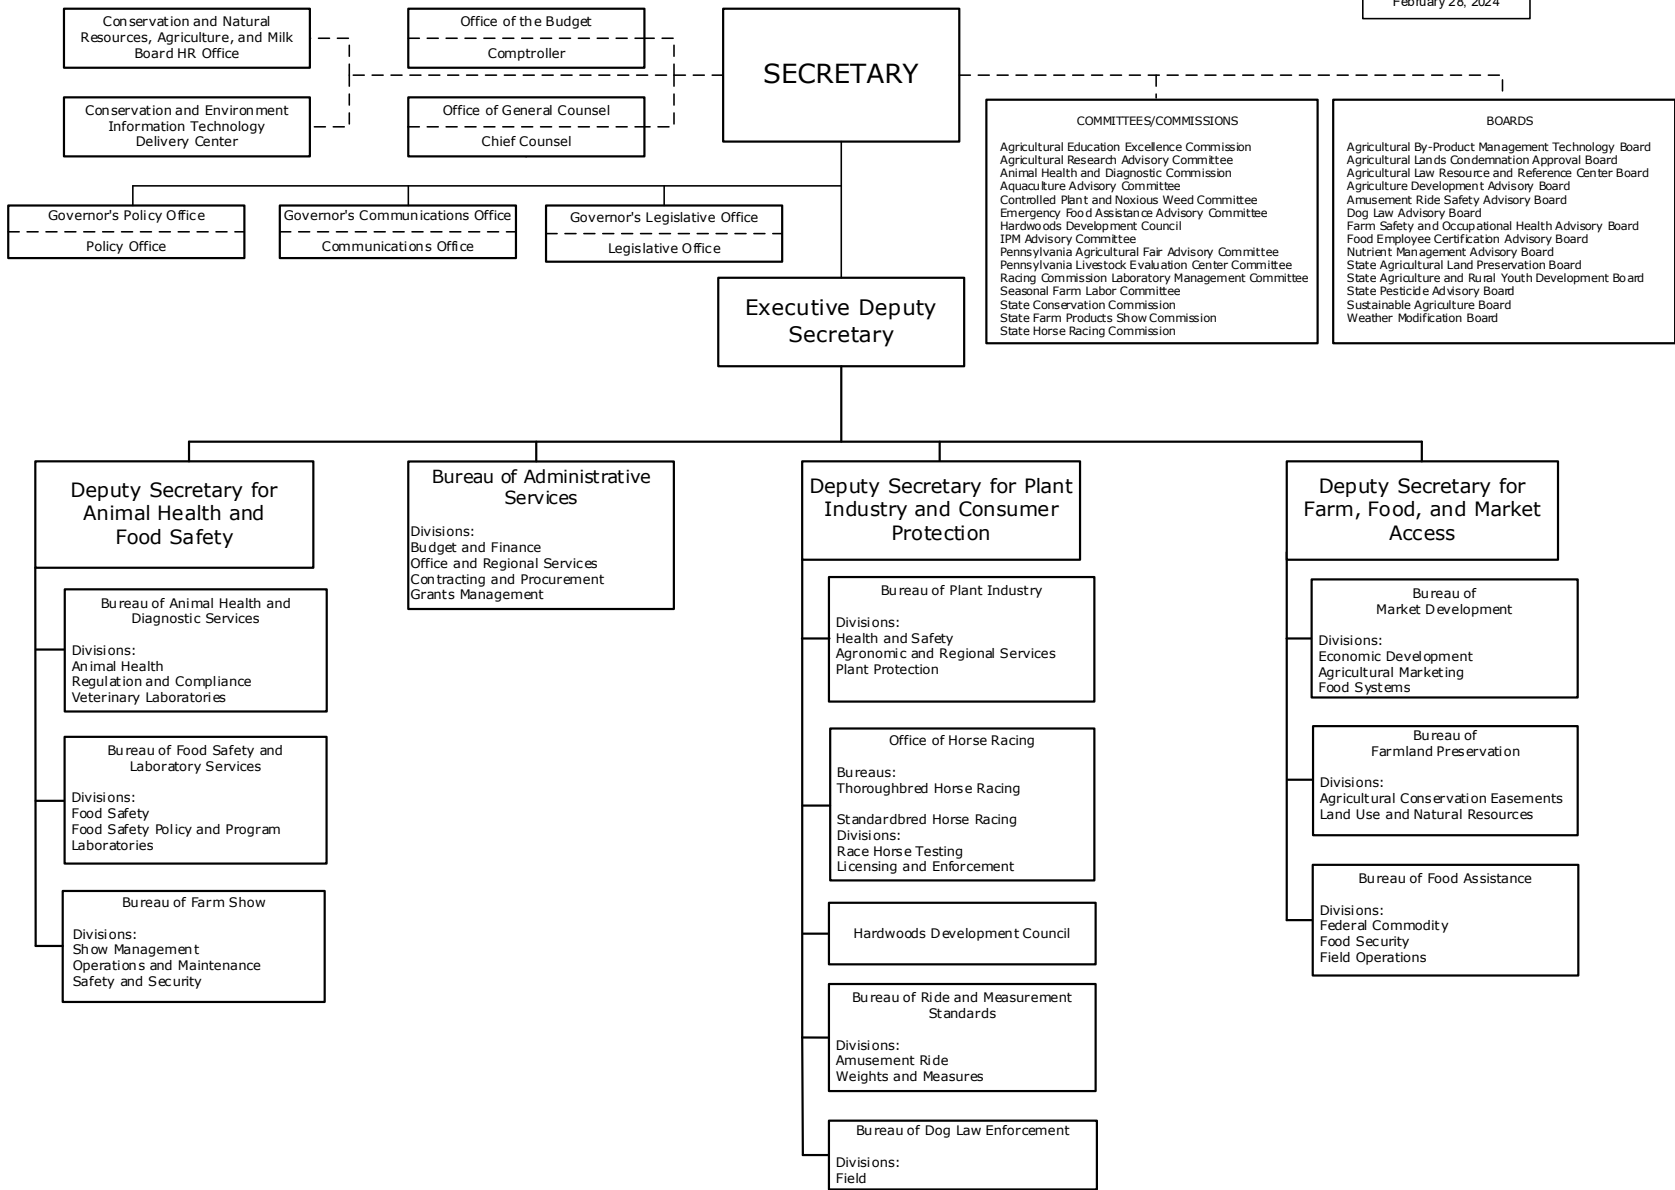 February 28, 2024
Conservation and Natural
Resources, Agriculture, and Milk
Board HR Office
Office of the Budget
Comptroller
SECRETARY
Conservation and Environment
Information Technology
Delivery Center
Office of General Counsel
Chief Counsel
COMMITTEES/COMMISSIONS
Agricultural Education Excellence Commission
Agricultural Research Advisory Committee
Animal Health and Diagnostic Commission
Aquaculture Advisory Committee
Controlled Plant and Noxious Weed Committee
Emergency Food Assistance Advisory Committee
Hardwoods Development Council
IPM Advisory Committee
Pennsylvania Agricultural Fair Advisory Committee
Pennsylvania Livestock Evaluation Center Committee
Racing Commission Laboratory Management Committee
Seasonal Farm Labor Committee
State Conservation Commission
State Farm Products Show Commission
State Horse Racing Commission
BOARDS
Agricultural By-Product Management Technology Board
Agricultural Lands Condemnation Approval Board
Agricultural Law Resource and Reference Center Board
Agriculture Development Advisory Board
Amusement Ride Safety Advisory Board
Dog Law Advisory Board
Farm Safety and Occupational Health Advisory Board
Food Employee Certification Advisory Board
Nutrient Management Advisory Board
State Agricultural Land Preservation Board
State Agriculture and Rural Youth Development Board
State Pesticide Advisory Board
Sustainable Agriculture Board
Weather Modification Board
Governor's Policy Office
Policy Office
Governor's Communications Office
Communications Office
Governor's Legislative Office
Legislative Office
Executive Deputy
Secretary
Deputy Secretary for
Animal Health and
Food Safety
Bureau of Animal Health and
Diagnostic Services
Divisions:
Animal Health
Regulation and Compliance
Veterinary Laboratories
Bureau of Food Safety and
Laboratory Services
Divisions:
Food Safety
Food Safety Policy and Program
Laboratories
Bureau of Farm Show
Divisions:
Show Management
Operations and Maintenance
Safety and Security
Bureau of Administrative
Services
Divisions:
Budget and Finance
Office and Regional Services
Contracting and Procurement
Grants Management
Deputy Secretary for Plant
Industry and Consumer
Protection
Bureau of Plant Industry
Divisions:
Health and Safety
Agronomic and Regional Services
Plant Protection
Office of Horse Racing
Bureaus:
Thoroughbred Horse Racing
Standardbred Horse Racing
Divisions:
Race Horse Testing
Licensing and Enforcement
Hardwoods Development Council
Bureau of Ride and Measurement
Standards
Divisions:
Amusement Ride
Weights and Measures
Bureau of Dog Law Enforcement
Divisions:
Field
Deputy Secretary for
Farm, Food, and Market
Access
Bureau of
Market Development
Divisions:
Economic Development
Agricultural Marketing
Food Systems
Bureau of
Farmland Preservation
Divisions:
Agricultural Conservation Easements
Land Use and Natural Resources
Bureau of Food Assistance
Divisions:
Federal Commodity
Food Security
Field Operations